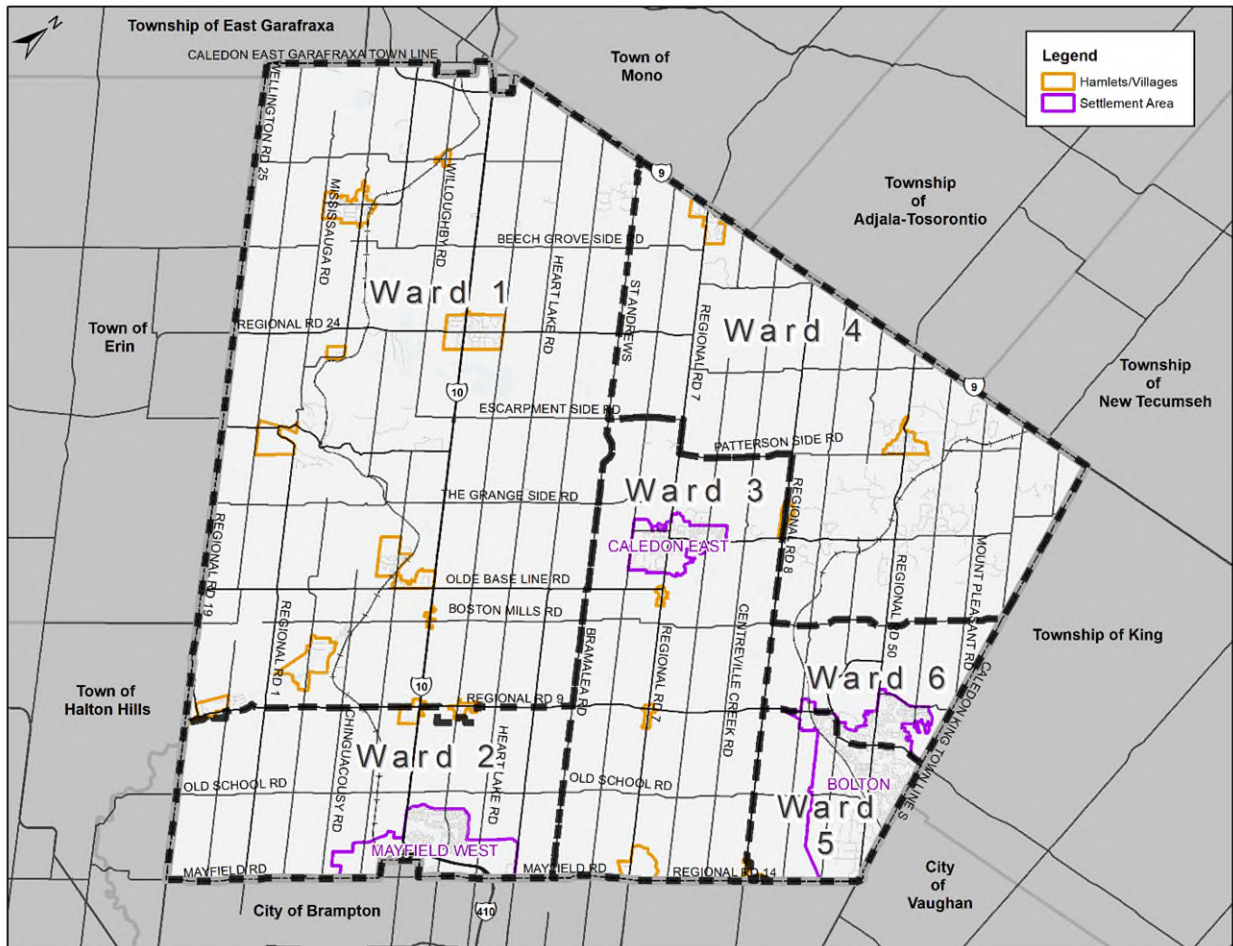 Township of East Garafraxa
N
CALEDON EAST GARAFRAXA TOWN LINE
Town of
Mono
Legend
Hamlets/Villages
Settlement Area
WELLINGTON RD 25
MISSISSAUGA RD
WILLOUGHBY RD
9
Township
of
Adjala-Tosorontio
BEECH GROVE SIDE RD
HEART LAKE RD
ST ANDREWS
REGIONAL RD 7
Ward 1
Ward 4
Town of
Erin
REGIONAL RD 24
10
9
Township
of
New Tecumseh
ESCARPMENT SIDE RD
PATTERSON SIDE RD
THE GRANGE SIDE RD
Ward 3
REGIONAL RD 8
CALEDON EAST
REGIONAL RD 19
OLDE BASE LINE RD
BOSTON MILLS RD
REGIONAL RD 1
BRAMALEA RD
REGIONAL RD 7
CENTREVILLE CREEK RD
REGIONAL RD 50
MOUNT PLEASANT RD
Township of King
CALEDON KING TOWN LINE S
Ward 6
Town of
Halton Hills
10
REGIONAL RD 9
CHINGUACOUSY RD
HEART LAKE RD
Ward 2
OLD SCHOOL RD
OLD SCHOOL RD
BOLTON
Ward
5
MAYFIELD WEST
MAYFIELD RD
MAYFIELD RD
REGIONAL RD 14
City of Brampton
410
City
of
Vaughan